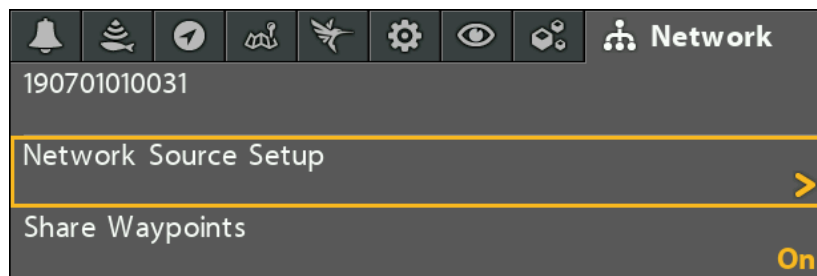 Network
190701010031
Network Source Setup
Share Waypoints
On